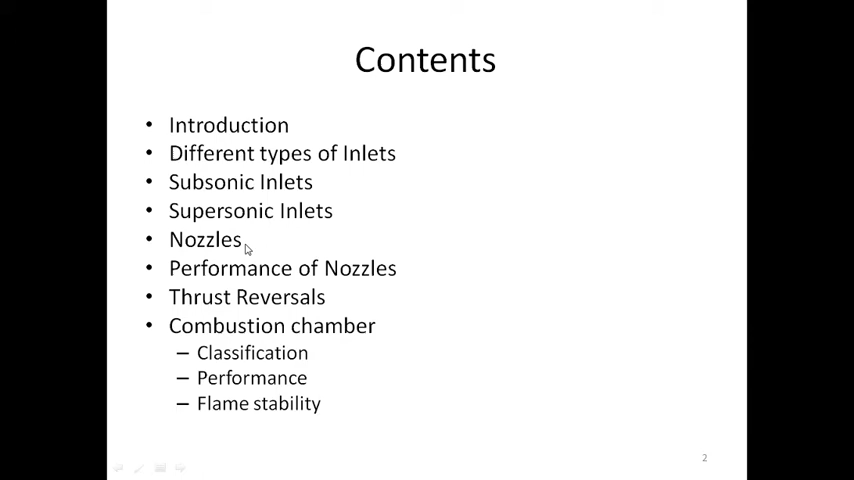 Contents
• Introduction
• Different types of Inlets
• Subsonic Inlets
• Supersonic Inlets
• Nozzles
• Performance of Nozzles
• Thrust Reversals
• Combustion chamber
– Classification
– Performance
– Flame stability
2